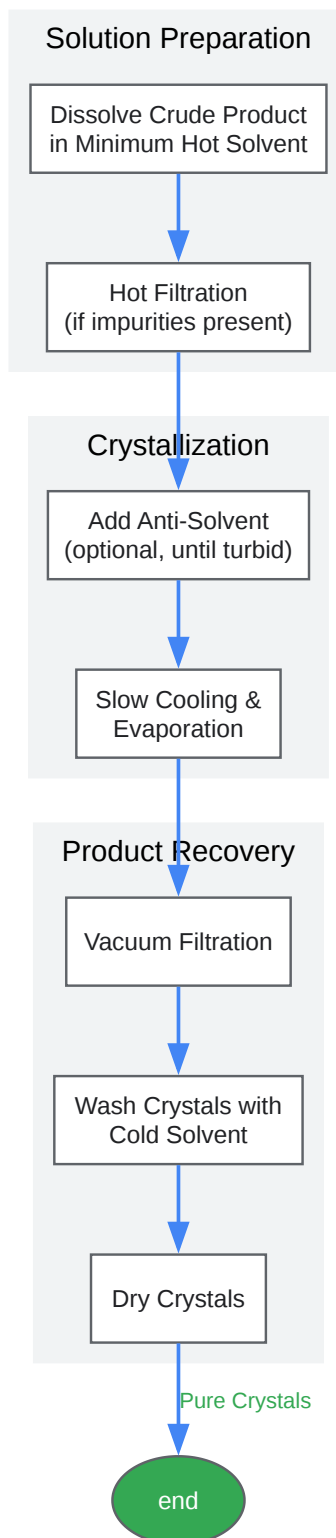 Solution Preparation
Dissolve Crude Product
in Minimum Hot Solvent
Hot Filtration
(if impurities present)
Crystallization
Add Anti-Solvent
(optional, until turbid)
Slow Cooling &
Evaporation
Product Recovery
Vacuum Filtration
Wash Crystals with
Cold Solvent
Dry Crystals
Pure Crystals
end